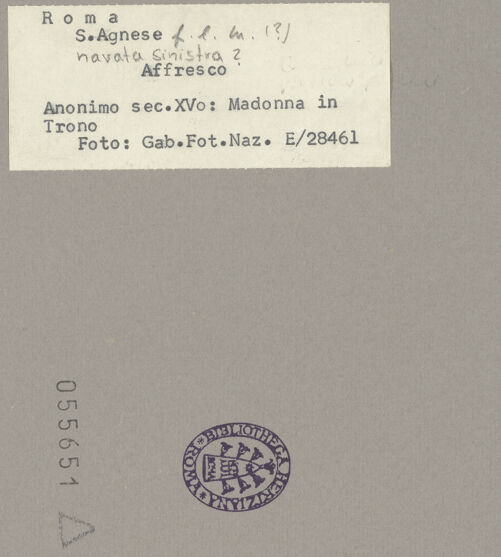 R o m a
S.Agnese f. l. m. (?)
navata sinistra ?
Affresco
Anonimo sec.XVo: Madonna in
Trono
Foto: Gab.Fot.Naz. E/28461
055651
BIBLIOTHECA HERTZIANA * ROMA *